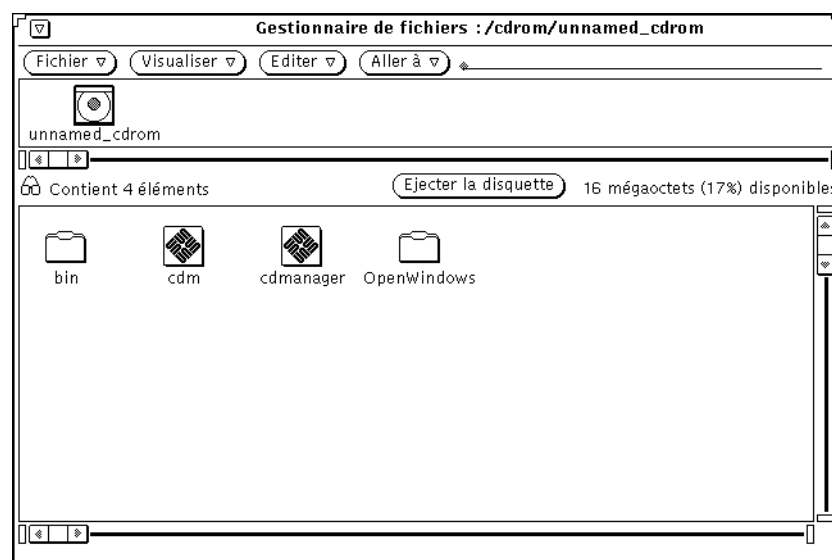 Gestionnaire de fichiers :/cdrom/unnamed_cdrom
Fichier Visualiser Editer Aller à
unnamed_cdrom
Contient 4 éléments Ejecter la disquette 16 mégaoctets (17%) disponibles
bin cdm cdmanager OpenWindows